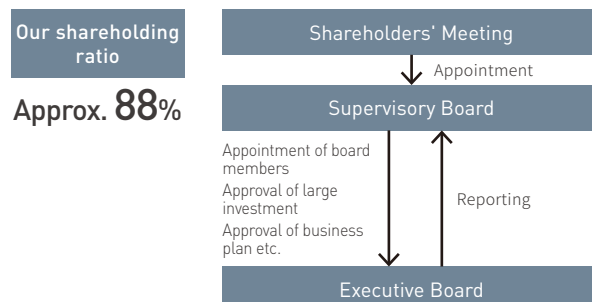 Our shareholding
ratio
Approx. 88%
Shareholders' Meeting
Appointment
Supervisory Board
Appointment of board
members
Approval of large
investment
Approval of business
plan etc.
Reporting
Executive Board